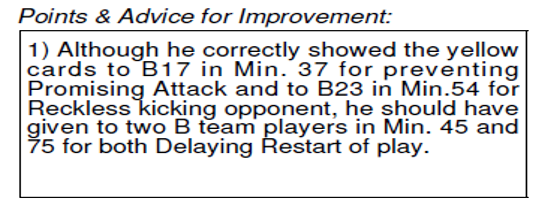 Points & Advice for Improvement:
1) Although he correctly showed the yellow
cards to B17 in Min. 37 for preventing
Promising Attack and to B23 in Min.54 for
Reckless kicking opponent, he should have
given to two B team players in Min. 45 and
75 for both Delaying Restart of play.